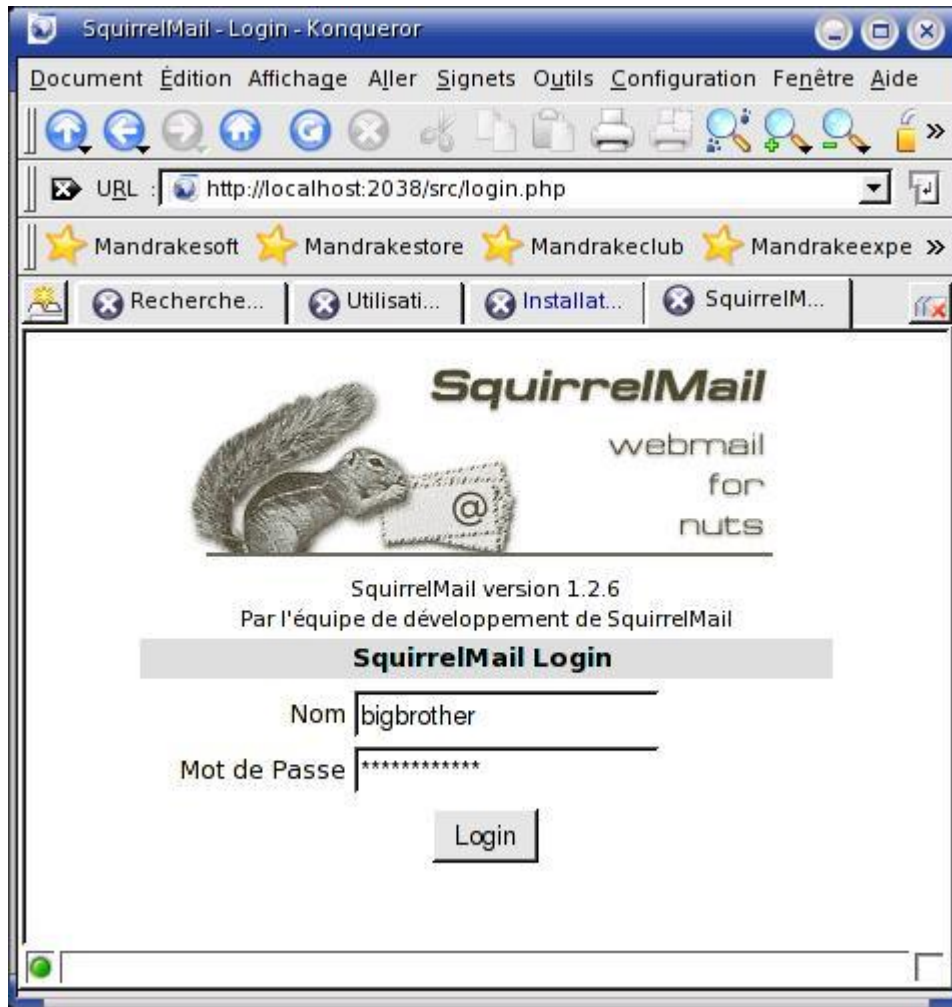 SquirrelMail - Login - Konqueror
Document Édition Affichage Aller Signets Outils Configuration Fenêtre Aide
URL : http://localhost:2038/src/login.php
Mandrakesoft Mandrakestore Mandrakeclub Mandrakeexpe »
Recherche... Utilisati... Installat... SquirrelM...
SquirrelMail
webmail
for
nuts
@
SquirrelMail version 1.2.6
Par l'équipe de développement de SquirrelMail
SquirrelMail Login
Nom bigbrother
Mot de Passe ************
Login